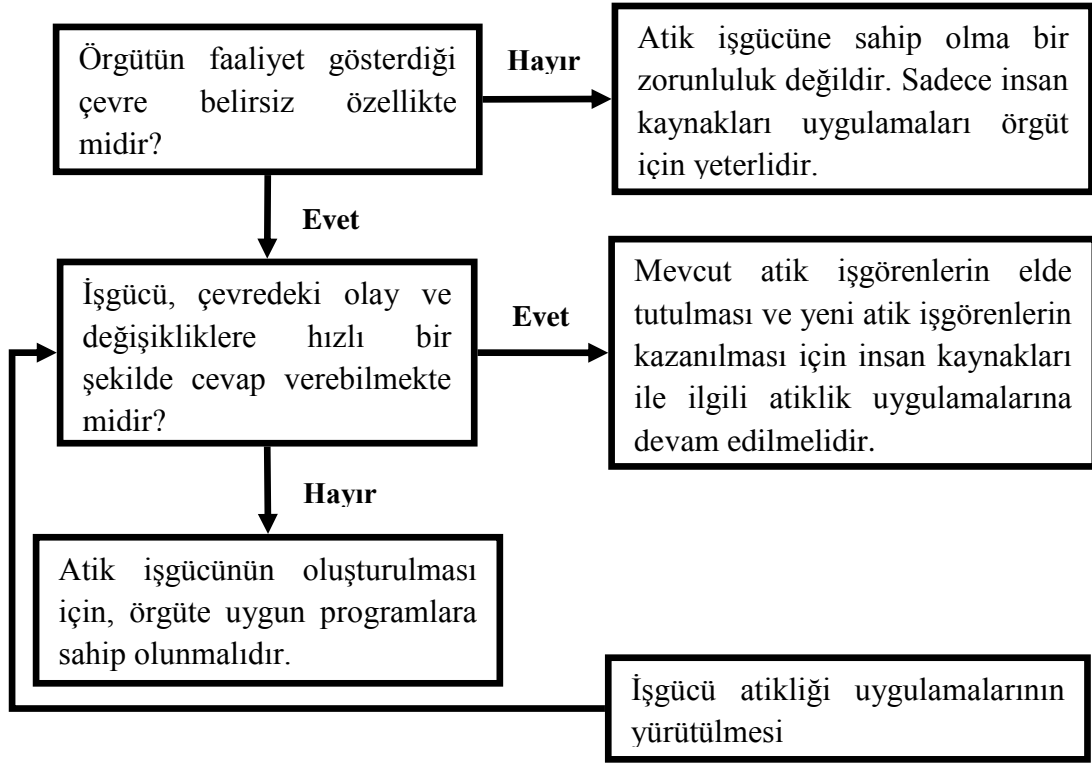 Örgütün faaliyet gösterdiği
çevre belirsiz özellikte
midir?
Hayır
Atik işgücüne sahip olma bir
zorunluluk değildir. Sadece insan
kaynakları uygulamaları örgüt
için yeterlidir.
Evet
İşgücü, çevredeki olay ve
değişikliklere hızlı bir
şekilde cevap verebilmekte
midir?
Evet
Mevcut atik işgörenlerin elde
tutulması ve yeni atik işgörenlerin
kazanılması için insan kaynakları
ile ilgili atiklik uygulamalarına
devam edilmelidir.
Hayır
Atik işgücünün oluşturulması
için, örgüte uygun programlara
sahip olunmalıdır.
İşgücü atikliği uygulamalarının
yürütülmesi